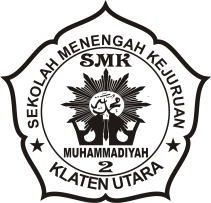 SEKOLAH MENENGAH KEJURUAN
SMK
MUHAMMADIYAH
2
KLATEN UTARA